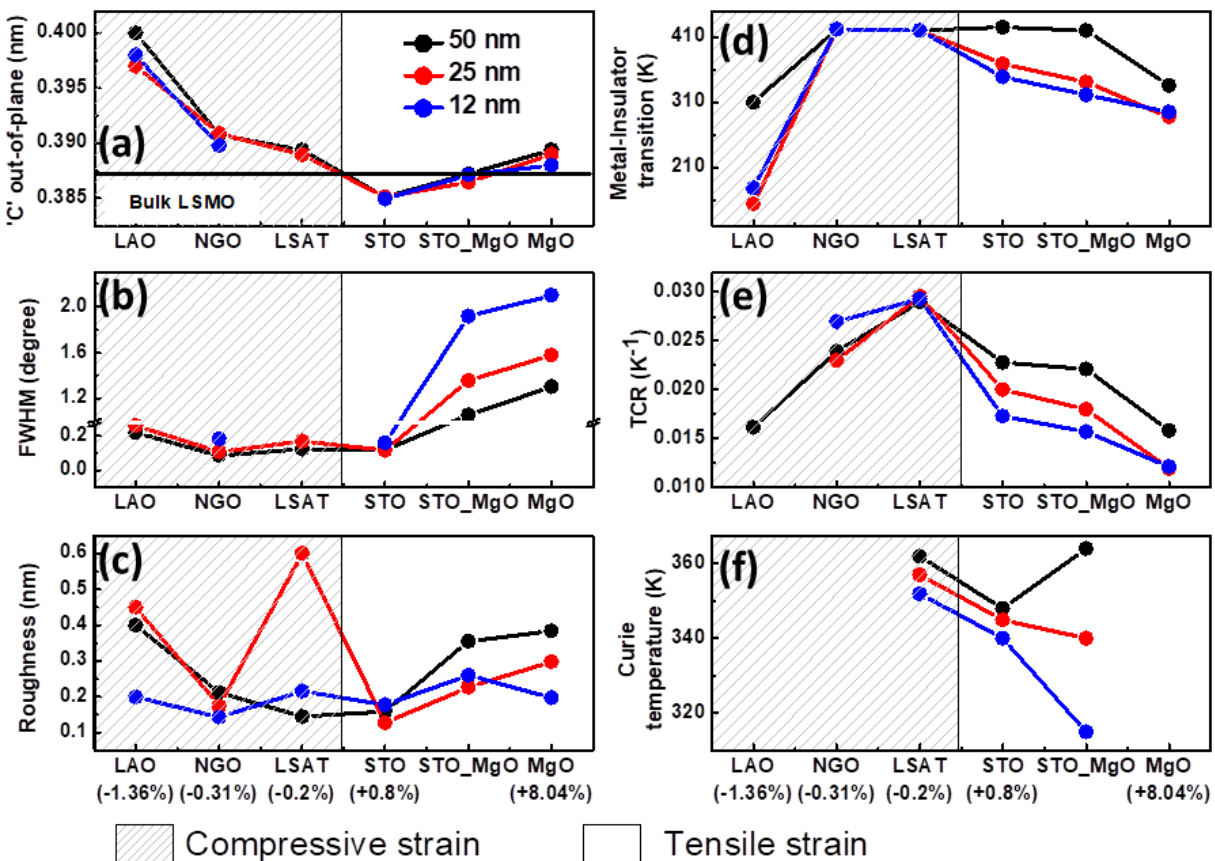 (a)
'C' out-of-plane (nm)
0.400
0.395
0.390
0.385
50 nm
25 nm
12 nm
Bulk LSMO
LAO NGO LSAT STO STO_MgO MgO
(b)
FWHM (degree)
2.0
1.6
1.2
0.2
0.0
LAO NGO LSAT STO STO_MgO MgO
(c)
Roughness (nm)
0.6
0.5
0.4
0.3
0.2
0.1
LAO NGO LSAT STO STO_MgO MgO
(-1.36%) (-0.31%) (-0.2%) (+0.8%) (+8.04%)
(d)
Metal-Insulator
transition (K)
410
310
210
LAO NGO LSAT STO STO_MgO MgO
(e)
TCR (K-1)
0.030
0.025
0.020
0.015
0.010
LAO NGO LSAT STO STO_MgO MgO
(f)
Curie
temperature (K)
360
340
320
LAO NGO LSAT STO STO_MgO MgO
(-1.36%) (-0.31%) (-0.2%) (+0.8%) (+8.04%)
Compressive strain Tensile strain